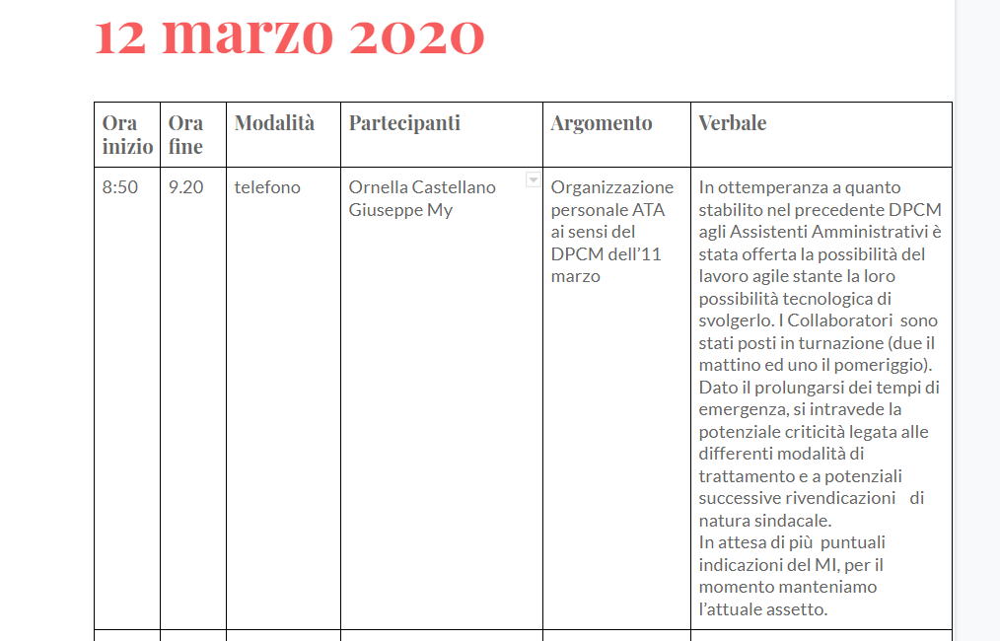 12 marzo 2020
Ora inizio
Ora fine
Modalità
Partecipanti
Argomento
Verbale
8:50
9.20
telefono
Ornella Castellano
Giuseppe My
Organizzazione
personale ATA
ai sensi del
DPCM dell'11
marzo
In ottemperanza a quanto
stabilito nel precedente DPCM
agli Assistenti Amministrativi è
stata offerta la possibilità del
lavoro agile stante la loro
possibilità tecnologica di
svolgerlo. I Collaboratori sono
stati posti in turnazione (due il
mattino ed uno il pomeriggio).
Dato il prolungarsi dei tempi di
emergenza, si intravede la
potenziale criticità legata alle
differenti modalità di
trattamento e a potenziali
successive rivendicazioni di
natura sindacale.
In attesa di più puntuali
indicazioni del MI, per il
momento manteniamo
l'attuale assetto.